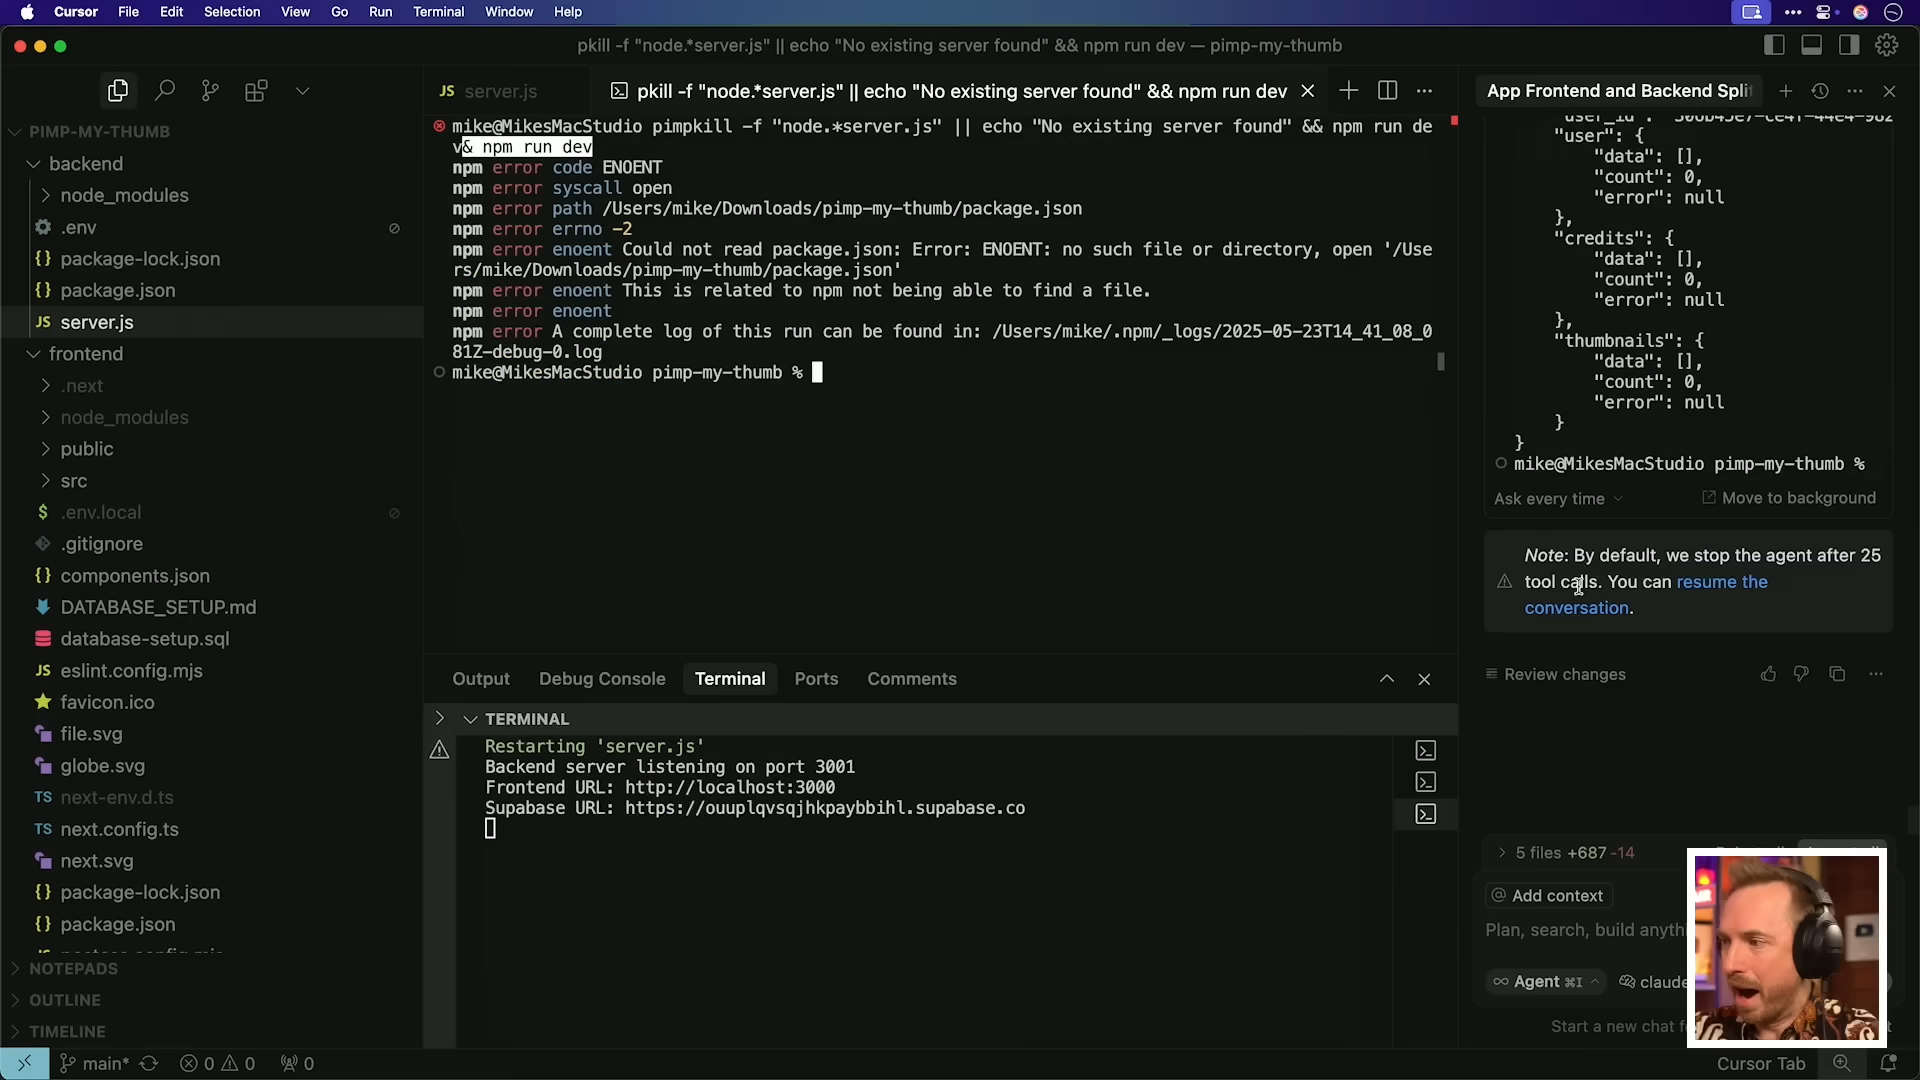 Cursor File Edit Selection View Go Run Terminal Window Help
pkill -f "node.*server.js" || echo "No existing server found" && npm run dev — pimp-my-thumb
JS server.js
pkill -f "node.*server.js" || echo "No existing server found" && npm run dev
App Frontend and Backend Split
PIMP-MY-THUMB
backend
node_modules
.env
package-lock.json
package.json
JS server.js
frontend
.next
node_modules
public
src
.env.local
.gitignore
components.json
DATABASE_SETUP.md
database-setup.sql
JS eslint.config.mjs
favicon.ico
file.svg
globe.svg
TS next-env.d.ts
TS next.config.ts
next.svg
package-lock.json
package.json
NOTEPADS
OUTLINE
TIMELINE
mike@MikesMacStudio pimpkill -f "node.*server.js" || echo "No existing server found" && npm run de
v& npm run dev
npm error code ENOENT
npm error syscall open
npm error path /Users/mike/Downloads/pimp-my-thumb/package.json
npm error errno -2
npm error enoent Could not read package.json: Error: ENOENT: no such file or directory, open '/Use
rs/mike/Downloads/pimp-my-thumb/package.json'
npm error enoent This is related to npm not being able to find a file.
npm error enoent
npm error A complete log of this run can be found in: /Users/mike/.npm/_logs/2025-05-23T14_41_08_0
81Z-debug-0.log
mike@MikesMacStudio pimp-my-thumb %
Output Debug Console Terminal Ports Comments
TERMINAL
Restarting 'server.js'
Backend server listening on port 3001
Frontend URL: http://localhost:3000
Supabase URL: https://ouuplqvsqjhkpaybbihl.supabase.co
"user": {
"data": [],
"count": 0,
"error": null
},
"credits": {
"data": [],
"count": 0,
"error": null
},
"thumbnails": {
"data": [],
"count": 0,
"error": null
}
}
mike@MikesMacStudio pimp-my-thumb %
Ask every time Move to background
Note: By default, we stop the agent after 25
tool calls. You can resume the
conversation.
Review changes
5 files +687 -14
@ Add context
Plan, search, build anyth
Agent ⌘I claude
Start a new chat f
main* 0 0 0
Cursor Tab